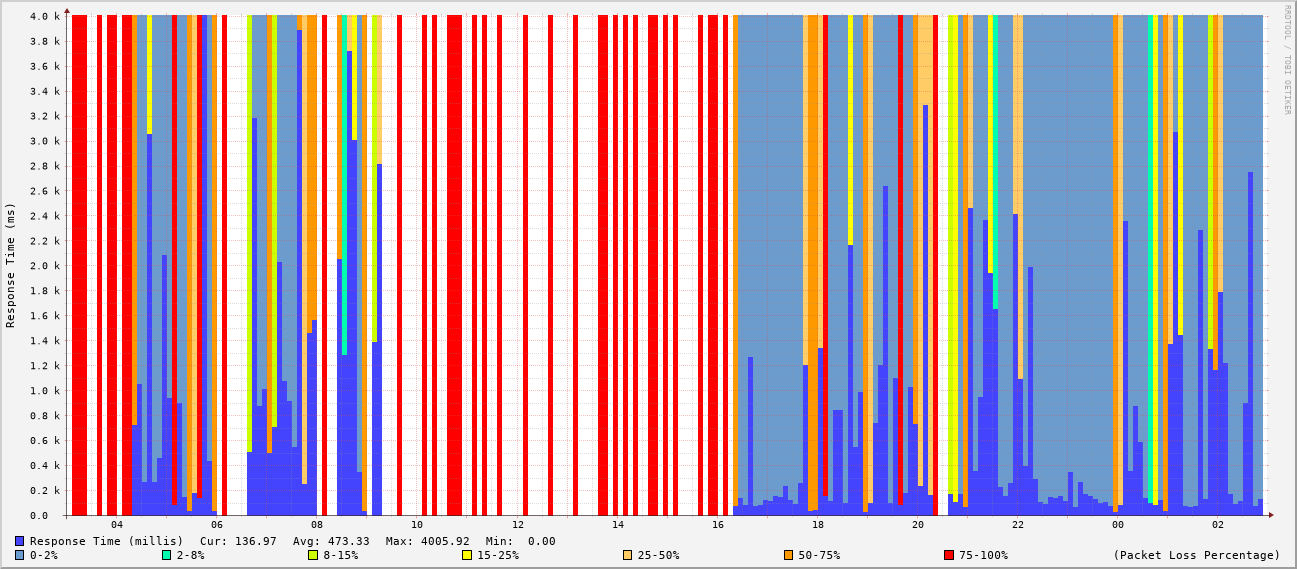 RRDTOOL / TOBI OETIKER
Response Time (ms)
4.0 k
3.8 k
3.6 k
3.4 k
3.2 k
3.0 k
2.8 k
2.6 k
2.4 k
2.2 k
2.0 k
1.8 k
1.6 k
1.4 k
1.2 k
1.0 k
0.8 k
0.6 k
0.4 k
0.2 k
0.0
04 06 08 10 12 14 16 18 20 22 00 02
Response Time (millis) Cur: 136.97 Avg: 473.33 Max: 4005.92 Min: 0.00
0-2% 2-8% 8-15% 15-25% 25-50% 50-75% 75-100% (Packet Loss Percentage)